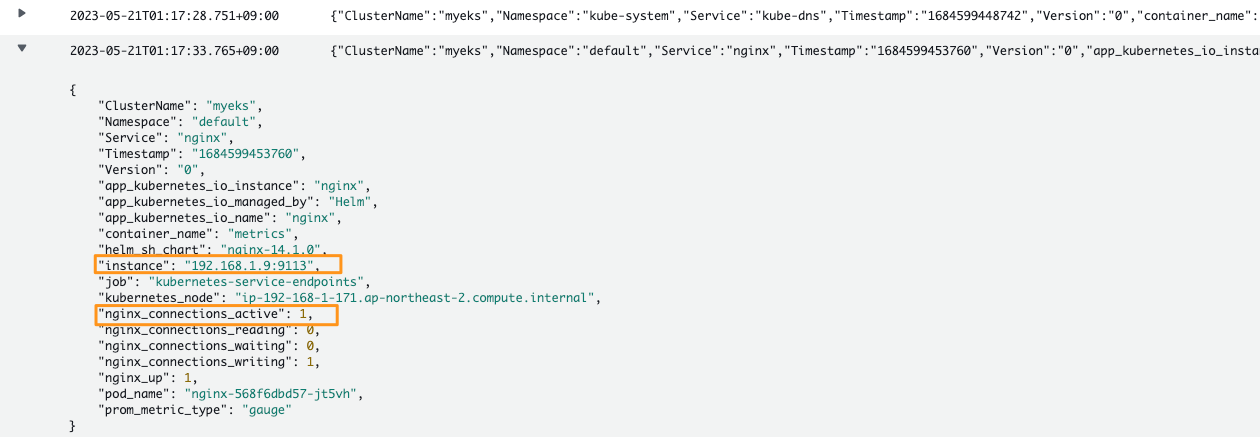 2023-05-21T01:17:28.751+09:00 {"ClusterName":"myeks","Namespace":"kube-system","Service":"kube-dns","Timestamp":"1684599448742","Version":"0","container_name":
2023-05-21T01:17:33.765+09:00 {"ClusterName":"myeks","Namespace":"default","Service":"nginx","Timestamp":"1684599453760","Version":"0","app_kubernetes_io_insta
{
"ClusterName": "myeks",
"Namespace": "default",
"Service": "nginx",
"Timestamp": "1684599453760",
"Version": "0",
"app_kubernetes_io_instance": "nginx",
"app_kubernetes_io_managed_by": "Helm",
"app_kubernetes_io_name": "nginx",
"container_name": "metrics",
"helm_sh_chart": "nginx-14.1.0",
"instance": "192.168.1.9:9113",
"job": "kubernetes-service-endpoints",
"kubernetes_node": "ip-192-168-1-171.ap-northeast-2.compute.internal",
"nginx_connections_active": 1,
"nginx_connections_reading": 0,
"nginx_connections_waiting": 0,
"nginx_connections_writing": 1,
"nginx_up": 1,
"pod_name": "nginx-568f6dbd57-jt5vh",
"prom_metric_type": "gauge"
}